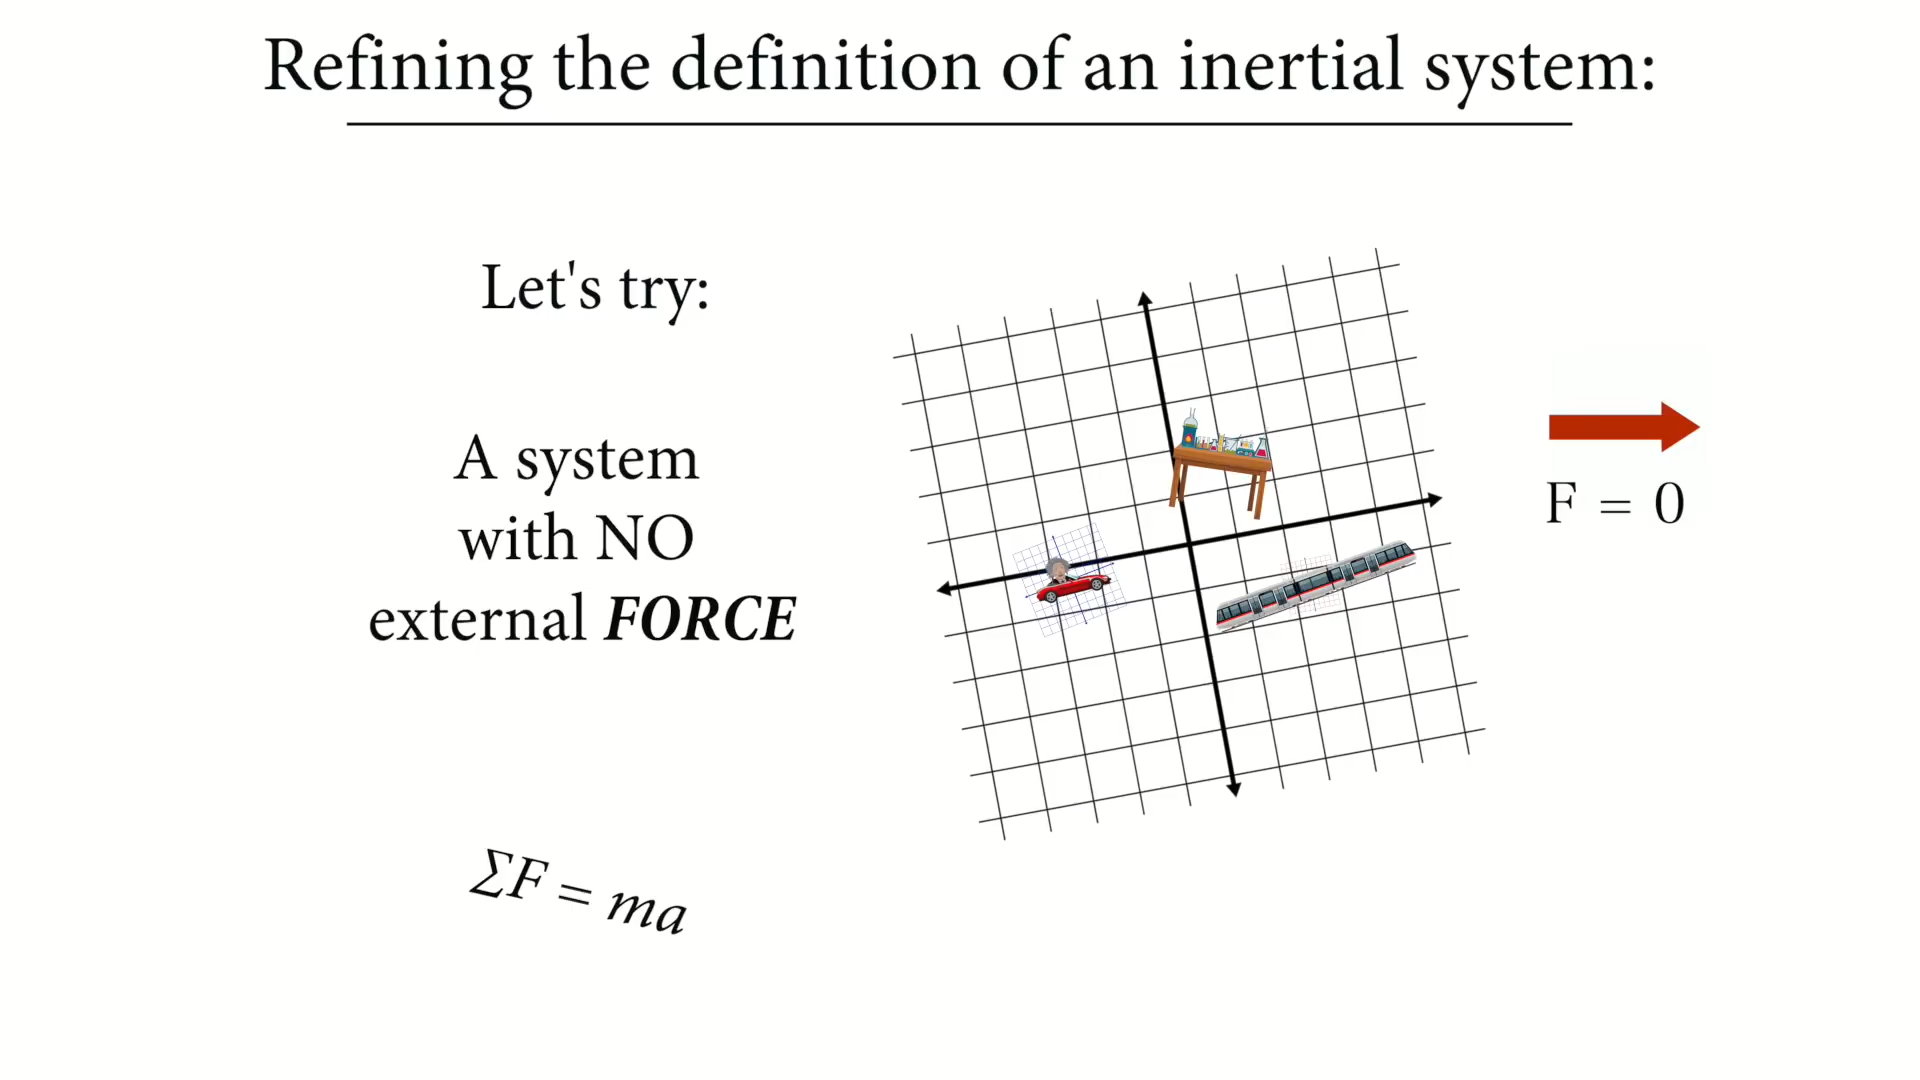 Refining the definition of an inertial system:
Let's try:
A system
with NO
external FORCE
F = 0
ΣF = ma